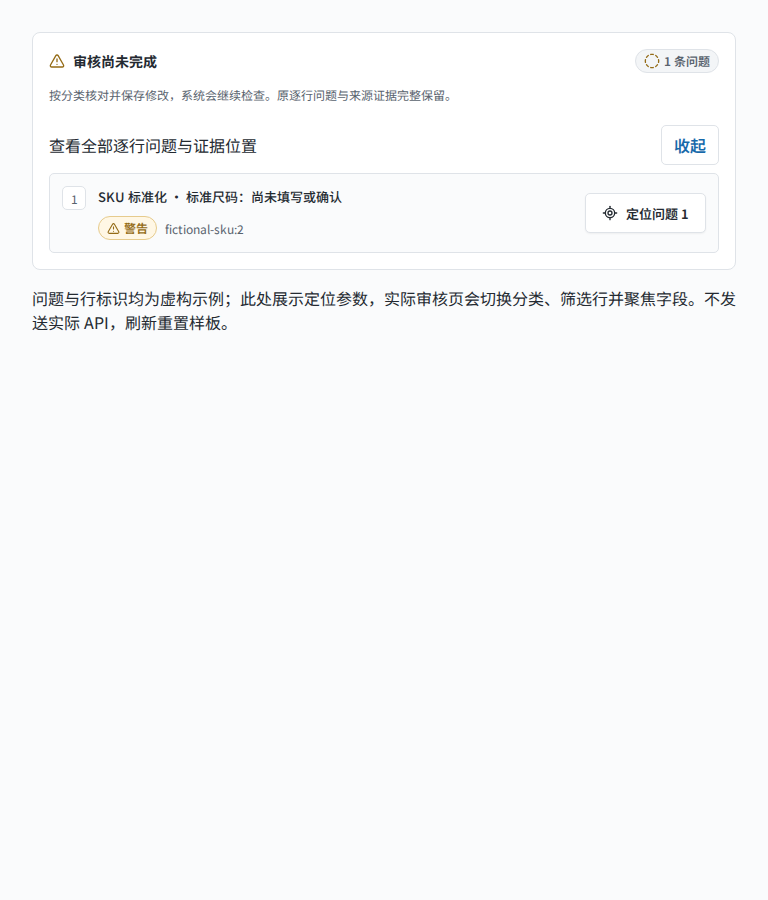 审核尚未完成
1 条问题
按分类核对并保存修改，系统会继续检查。原逐行问题与来源证据完整保留。
查看全部逐行问题与证据位置
收起
1
SKU 标准化 · 标准尺码：尚未填写或确认
定位问题 1
警告
fictional-sku:2
问题与行标识均为虚构示例；此处展示定位参数，实际审核页会切换分类、筛选行并聚焦字段。不发
送实际 API，刷新重置样板。